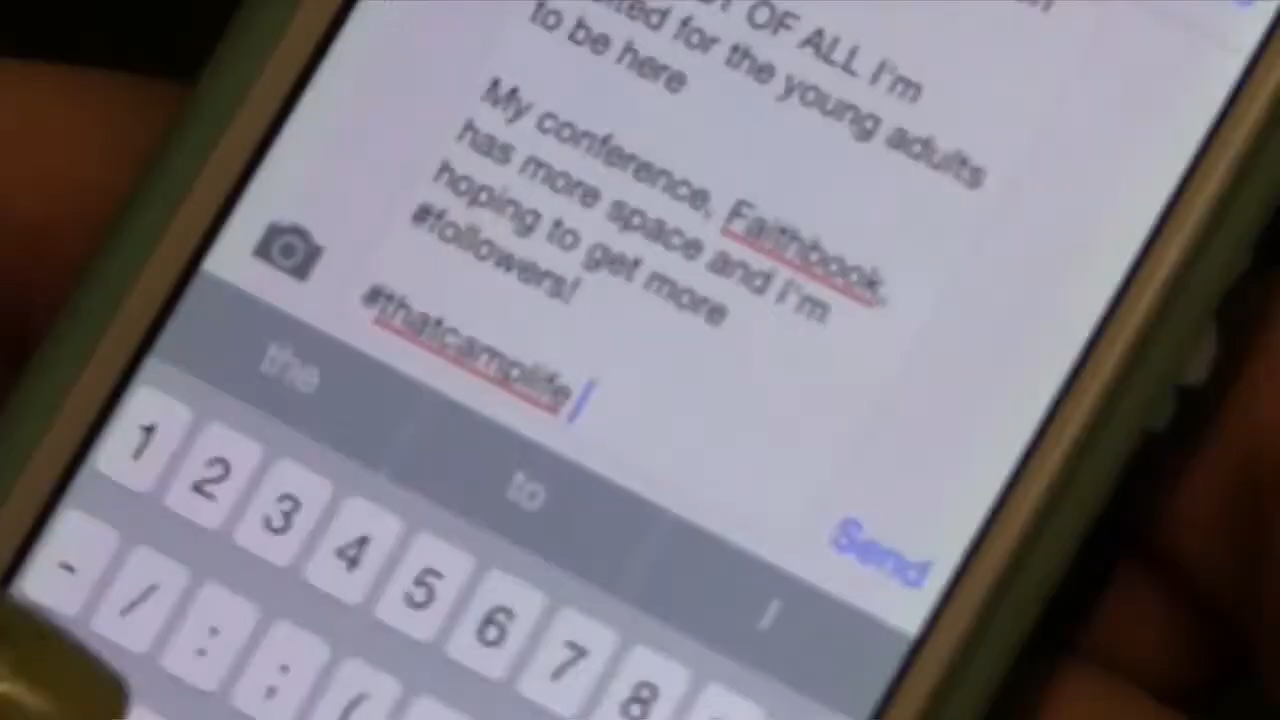 OF ALL I'm
for the young adults
to be here
My conference, Faithbook,
has more space and I'm
hoping to get more
#followers!
#thatcamplife
the to I
Send
1 2 3 4 5 6 7 8
- / : ; (